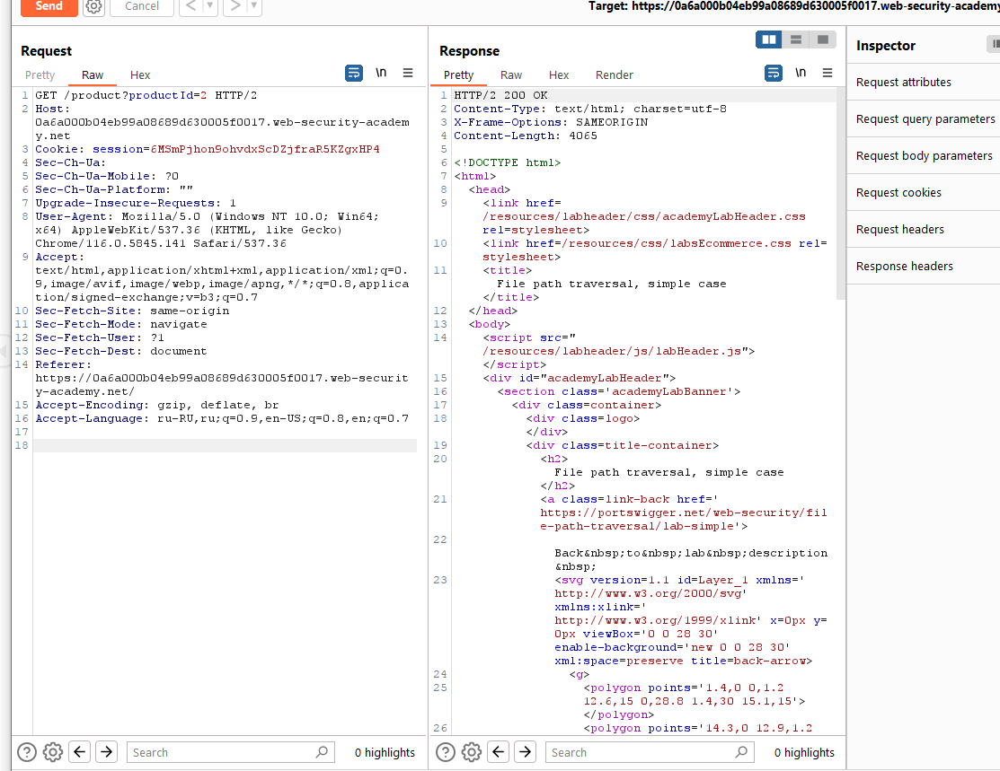 Send
Cancel
<
>
Target: https://0a6a000b04eb99a08689d630005f0017.web-security-academy
Request
Pretty
Raw
Hex
\n
1 GET /product?productId=2 HTTP/2
2 Host:
0a6a000b04eb99a08689d630005f0017.web-security-academ
y.net
3 Cookie: session=6MSmPjhon9ohvdxScDZjfraR5KZgxHP4
4 Sec-Ch-Ua:
5 Sec-Ch-Ua-Mobile: ?0
6 Sec-Ch-Ua-Platform: ""
7 Upgrade-Insecure-Requests: 1
8 User-Agent: Mozilla/5.0 (Windows NT 10.0; Win64;
x64) AppleWebKit/537.36 (KHTML, like Gecko)
Chrome/116.0.5845.141 Safari/537.36
9 Accept:
text/html,application/xhtml+xml,application/xml;q=0.
9,image/avif,image/webp,image/apng,*/*;q=0.8,applica
tion/signed-exchange;v=b3;q=0.7
10 Sec-Fetch-Site: same-origin
11 Sec-Fetch-Mode: navigate
12 Sec-Fetch-User: ?1
13 Sec-Fetch-Dest: document
14 Referer:
https://0a6a000b04eb99a08689d630005f0017.web-securit
y-academy.net/
15 Accept-Encoding: gzip, deflate, br
16 Accept-Language: ru-RU,ru;q=0.9,en-US;q=0.8,en;q=0.7
17
18
Search
0 highlights
Response
Pretty
Raw
Hex
Render
\n
1 HTTP/2 200 OK
2 Content-Type: text/html; charset=utf-8
3 X-Frame-Options: SAMEORIGIN
4 Content-Length: 4065
5
6 <!DOCTYPE html>
7 <html>
8 <head>
9 <link href=
/resources/labheader/css/academyLabHeader.css
rel=stylesheet>
10 <link href=/resources/css/labsEcommerce.css rel=
stylesheet>
11 <title>
File path traversal, simple case
</title>
12 </head>
13 <body>
14 <script src="
/resources/labheader/js/labHeader.js">
</script>
15 <div id="academyLabHeader">
16 <section class='academyLabBanner'>
17 <div class=container>
18 <div class=logo>
</div>
19 <div class=title-container>
20 <h2>
File path traversal, simple case
</h2>
21 <a class=link-back href='
https://portswigger.net/web-security/fil
e-path-traversal/lab-simple'>
22
Back&nbsp;to&nbsp;lab&nbsp;description
&nbsp;
23 <svg version=1.1 id=Layer_1 xmlns='
http://www.w3.org/2000/svg'
xmlns:xlink='
http://www.w3.org/1999/xlink' x=0px y=
0px viewBox='0 0 28 30'
enable-background='new 0 0 28 30'
xml:space=preserve title=back-arrow>
24 <g>
25 <polygon points='1.4,0 0,1.2
12.6,15 0,28.8 1.4,30 15.1,15'>
</polygon>
26 <polygon points='14.3,0 12.9,1.2
Search
0 highlights
Inspector
Request attributes
Request query parameters
Request body parameters
Request cookies
Request headers
Response headers